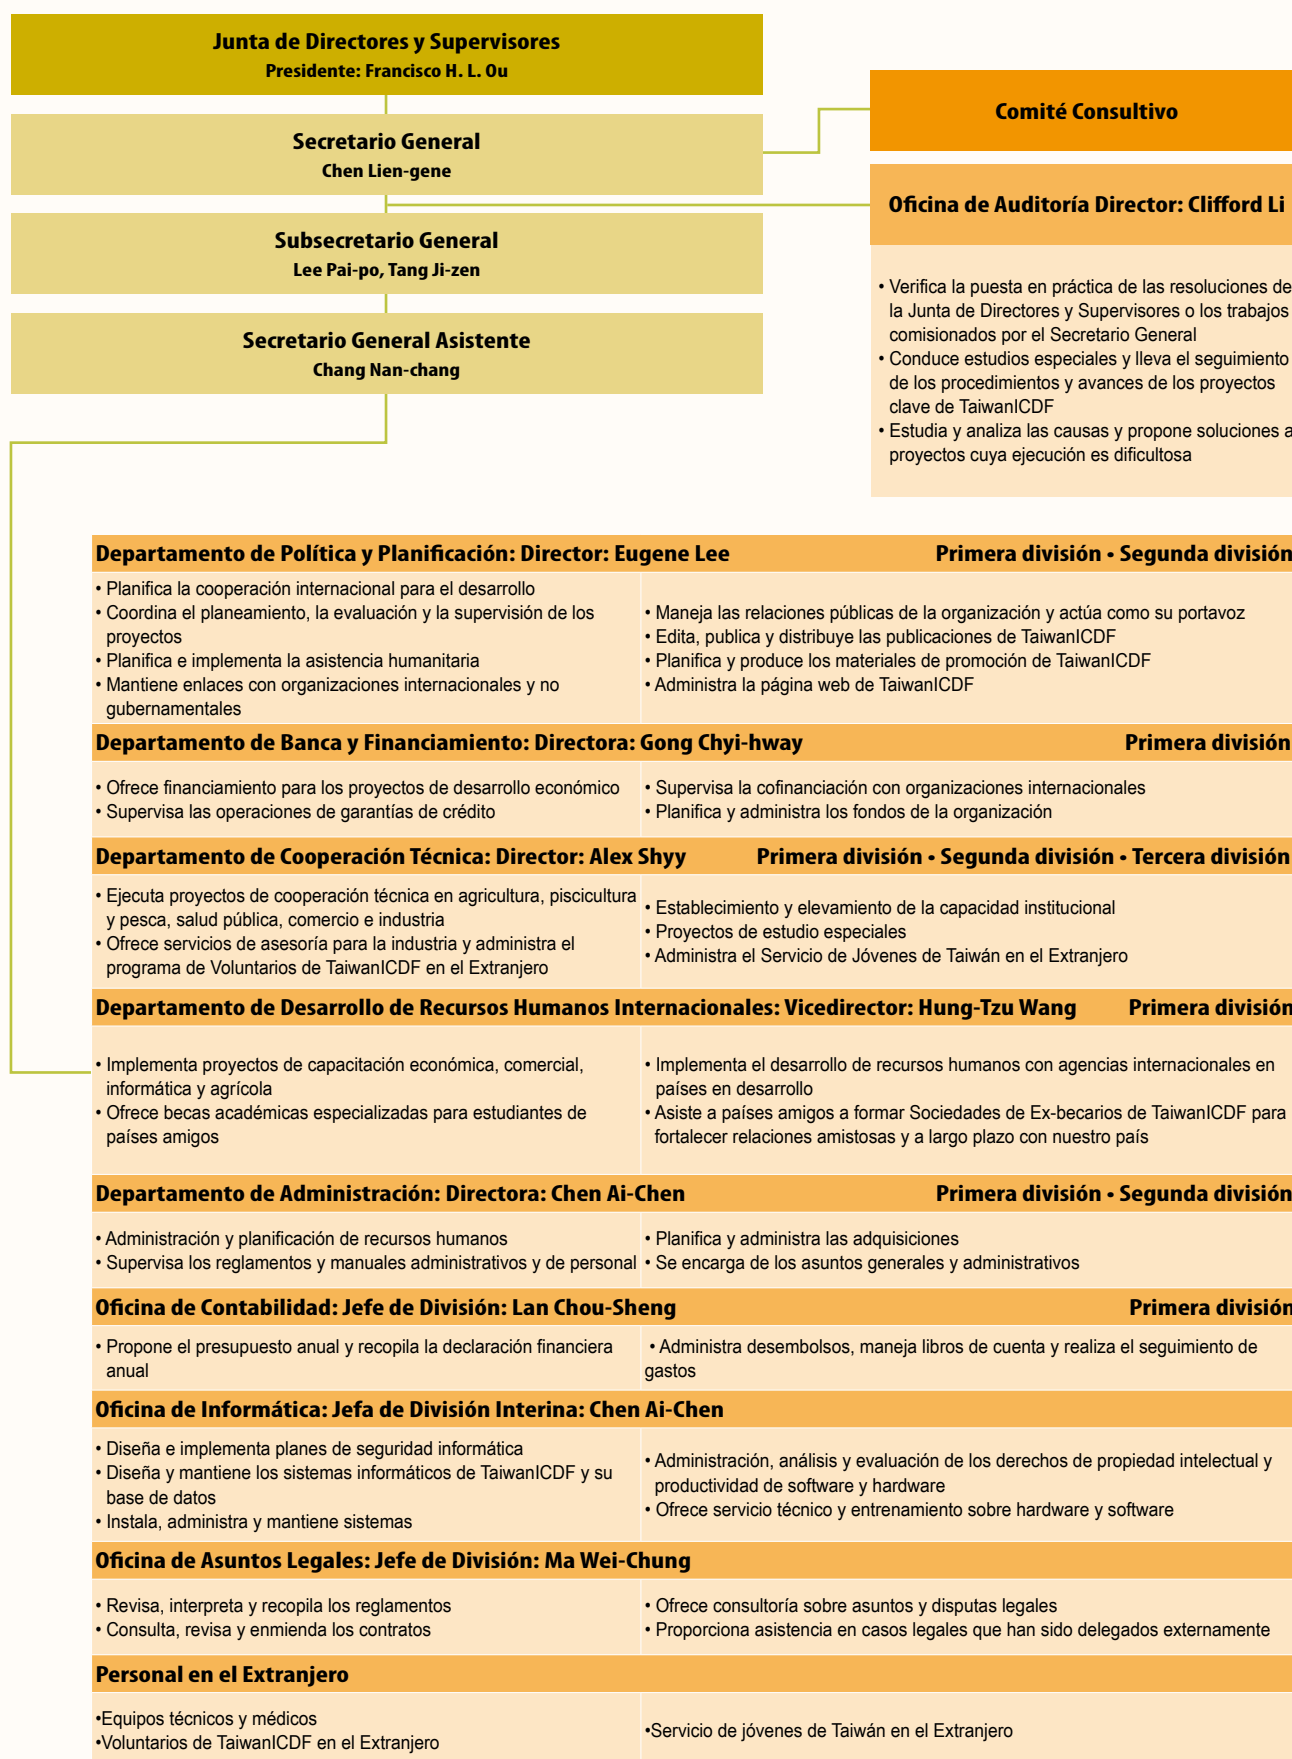 Junta de Directores y Supervisores
Presidente: Francisco H. L. Ou
Secretario General
Chen Lien-gene
Subsecretario General
Lee Pai-po, Tang Ji-zen
Secretario General Asistente
Chang Nan-chang
Comité Consultivo
Oficina de Auditoría Director: Clifford Li
• Verifica la puesta en práctica de las resoluciones de
la Junta de Directores y Supervisores o los trabajos
comisionados por el Secretario General
• Conduce estudios especiales y lleva el seguimiento
de los procedimientos y avances de los proyectos
clave de TaiwanICDF
• Estudia y analiza las causas y propone soluciones a
proyectos cuya ejecución es dificultosa
Departamento de Política y Planificación: Director: Eugene Lee Primera división • Segunda división
• Planifica la cooperación internacional para el desarrollo
• Coordina el planeamiento, la evaluación y la supervisión de los
proyectos
• Planifica e implementa la asistencia humanitaria
• Mantiene enlaces con organizaciones internacionales y no
gubernamentales
• Maneja las relaciones públicas de la organización y actúa como su portavoz
• Edita, publica y distribuye las publicaciones de TaiwanICDF
• Planifica y produce los materiales de promoción de TaiwanICDF
• Administra la página web de TaiwanICDF
Departamento de Banca y Financiamiento: Directora: Gong Chyi-hway Primera división
• Ofrece financiamiento para los proyectos de desarrollo económico
• Supervisa las operaciones de garantías de crédito
• Supervisa la cofinanciación con organizaciones internacionales
• Planifica y administra los fondos de la organización
Departamento de Cooperación Técnica: Director: Alex Shyy Primera división • Segunda división • Tercera división
• Ejecuta proyectos de cooperación técnica en agricultura, piscicultura
y pesca, salud pública, comercio e industria
• Ofrece servicios de asesoría para la industria y administra el
programa de Voluntarios de TaiwanICDF en el Extranjero
• Establecimiento y elevamiento de la capacidad institucional
• Proyectos de estudio especiales
• Administra el Servicio de Jóvenes de Taiwán en el Extranjero
Departamento de Desarrollo de Recursos Humanos Internacionales: Vicedirector: Hung-Tzu Wang Primera división
• Implementa proyectos de capacitación económica, comercial,
informática y agrícola
• Ofrece becas académicas especializadas para estudiantes de
países amigos
• Implementa el desarrollo de recursos humanos con agencias internacionales en
países en desarrollo
• Asiste a países amigos a formar Sociedades de Ex-becarios de TaiwanICDF para
fortalecer relaciones amistosas y a largo plazo con nuestro país
Departamento de Administración: Directora: Chen Ai-Chen Primera división • Segunda división
• Administración y planificación de recursos humanos
• Supervisa los reglamentos y manuales administrativos y de personal
• Planifica y administra las adquisiciones
• Se encarga de los asuntos generales y administrativos
Oficina de Contabilidad: Jefe de División: Lan Chou-Sheng Primera división
• Propone el presupuesto anual y recopila la declaración financiera
anual
• Administra desembolsos, maneja libros de cuenta y realiza el seguimiento de
gastos
Oficina de Informática: Jefa de División Interina: Chen Ai-Chen
• Diseña e implementa planes de seguridad informática
• Diseña y mantiene los sistemas informáticos de TaiwanICDF y su
base de datos
• Instala, administra y mantiene sistemas
• Administración, análisis y evaluación de los derechos de propiedad intelectual y
productividad de software y hardware
• Ofrece servicio técnico y entrenamiento sobre hardware y software
Oficina de Asuntos Legales: Jefe de División: Ma Wei-Chung
• Revisa, interpreta y recopila los reglamentos
• Consulta, revisa y enmienda los contratos
• Ofrece consultoría sobre asuntos y disputas legales
• Proporciona asistencia en casos legales que han sido delegados externamente
Personal en el Extranjero
•Equipos técnicos y médicos
•Voluntarios de TaiwanICDF en el Extranjero
•Servicio de jóvenes de Taiwán en el Extranjero